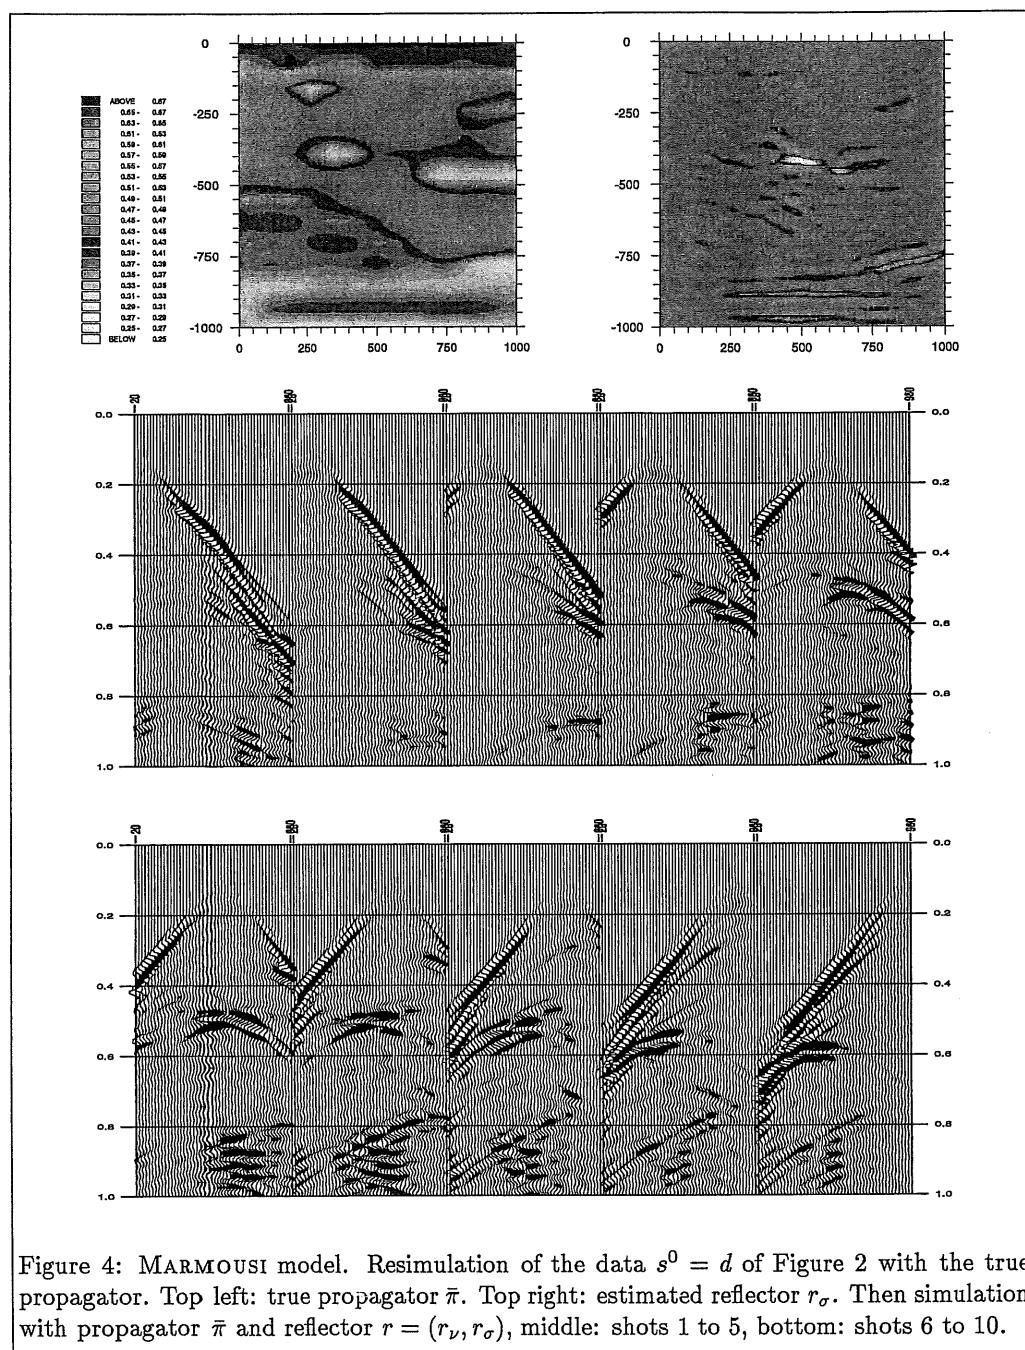 0
-250
-500
-750
-1000
0 250 500 750 1000
0
-250
-500
-750
-1000
0 250 500 750 1000
ABOVE 0.67
0.65 - 0.67
0.63 - 0.65
0.61 - 0.63
0.59 - 0.61
0.57 - 0.59
0.55 - 0.57
0.53 - 0.55
0.51 - 0.53
0.49 - 0.51
0.47 - 0.49
0.45 - 0.47
0.43 - 0.45
0.41 - 0.43
0.39 - 0.41
0.37 - 0.39
0.35 - 0.37
0.33 - 0.35
0.31 - 0.33
0.29 - 0.31
0.27 - 0.29
0.25 - 0.27
BELOW 0.25
20 980
0.0 0.0
0.2 0.2
0.4 0.4
0.6 0.6
0.8 0.8
1.0 1.0
20 980
0.0 0.0
0.2 0.2
0.4 0.4
0.6 0.6
0.8 0.8
1.0 1.0
Figure 4: MARMOUSI model. Resimulation of the data s⁰ = d of Figure 2 with the true
propagator. Top left: true propagator π̄. Top right: estimated reflector r_σ. Then simulation
with propagator π̄ and reflector r = (r_ν, r_σ), middle: shots 1 to 5, bottom: shots 6 to 10.